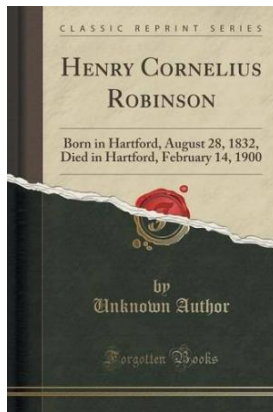 CLASSIC REPRINT SERIES
HENRY CORNELIUS
ROBINSON
Born in Hartford, August 28, 1832,
Died in Hartford, February 14, 1900
by
Unknown Author
Forgotten Books